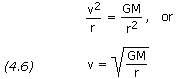 v²/r = GM/r², or
(4.6) v = √(GM/r)